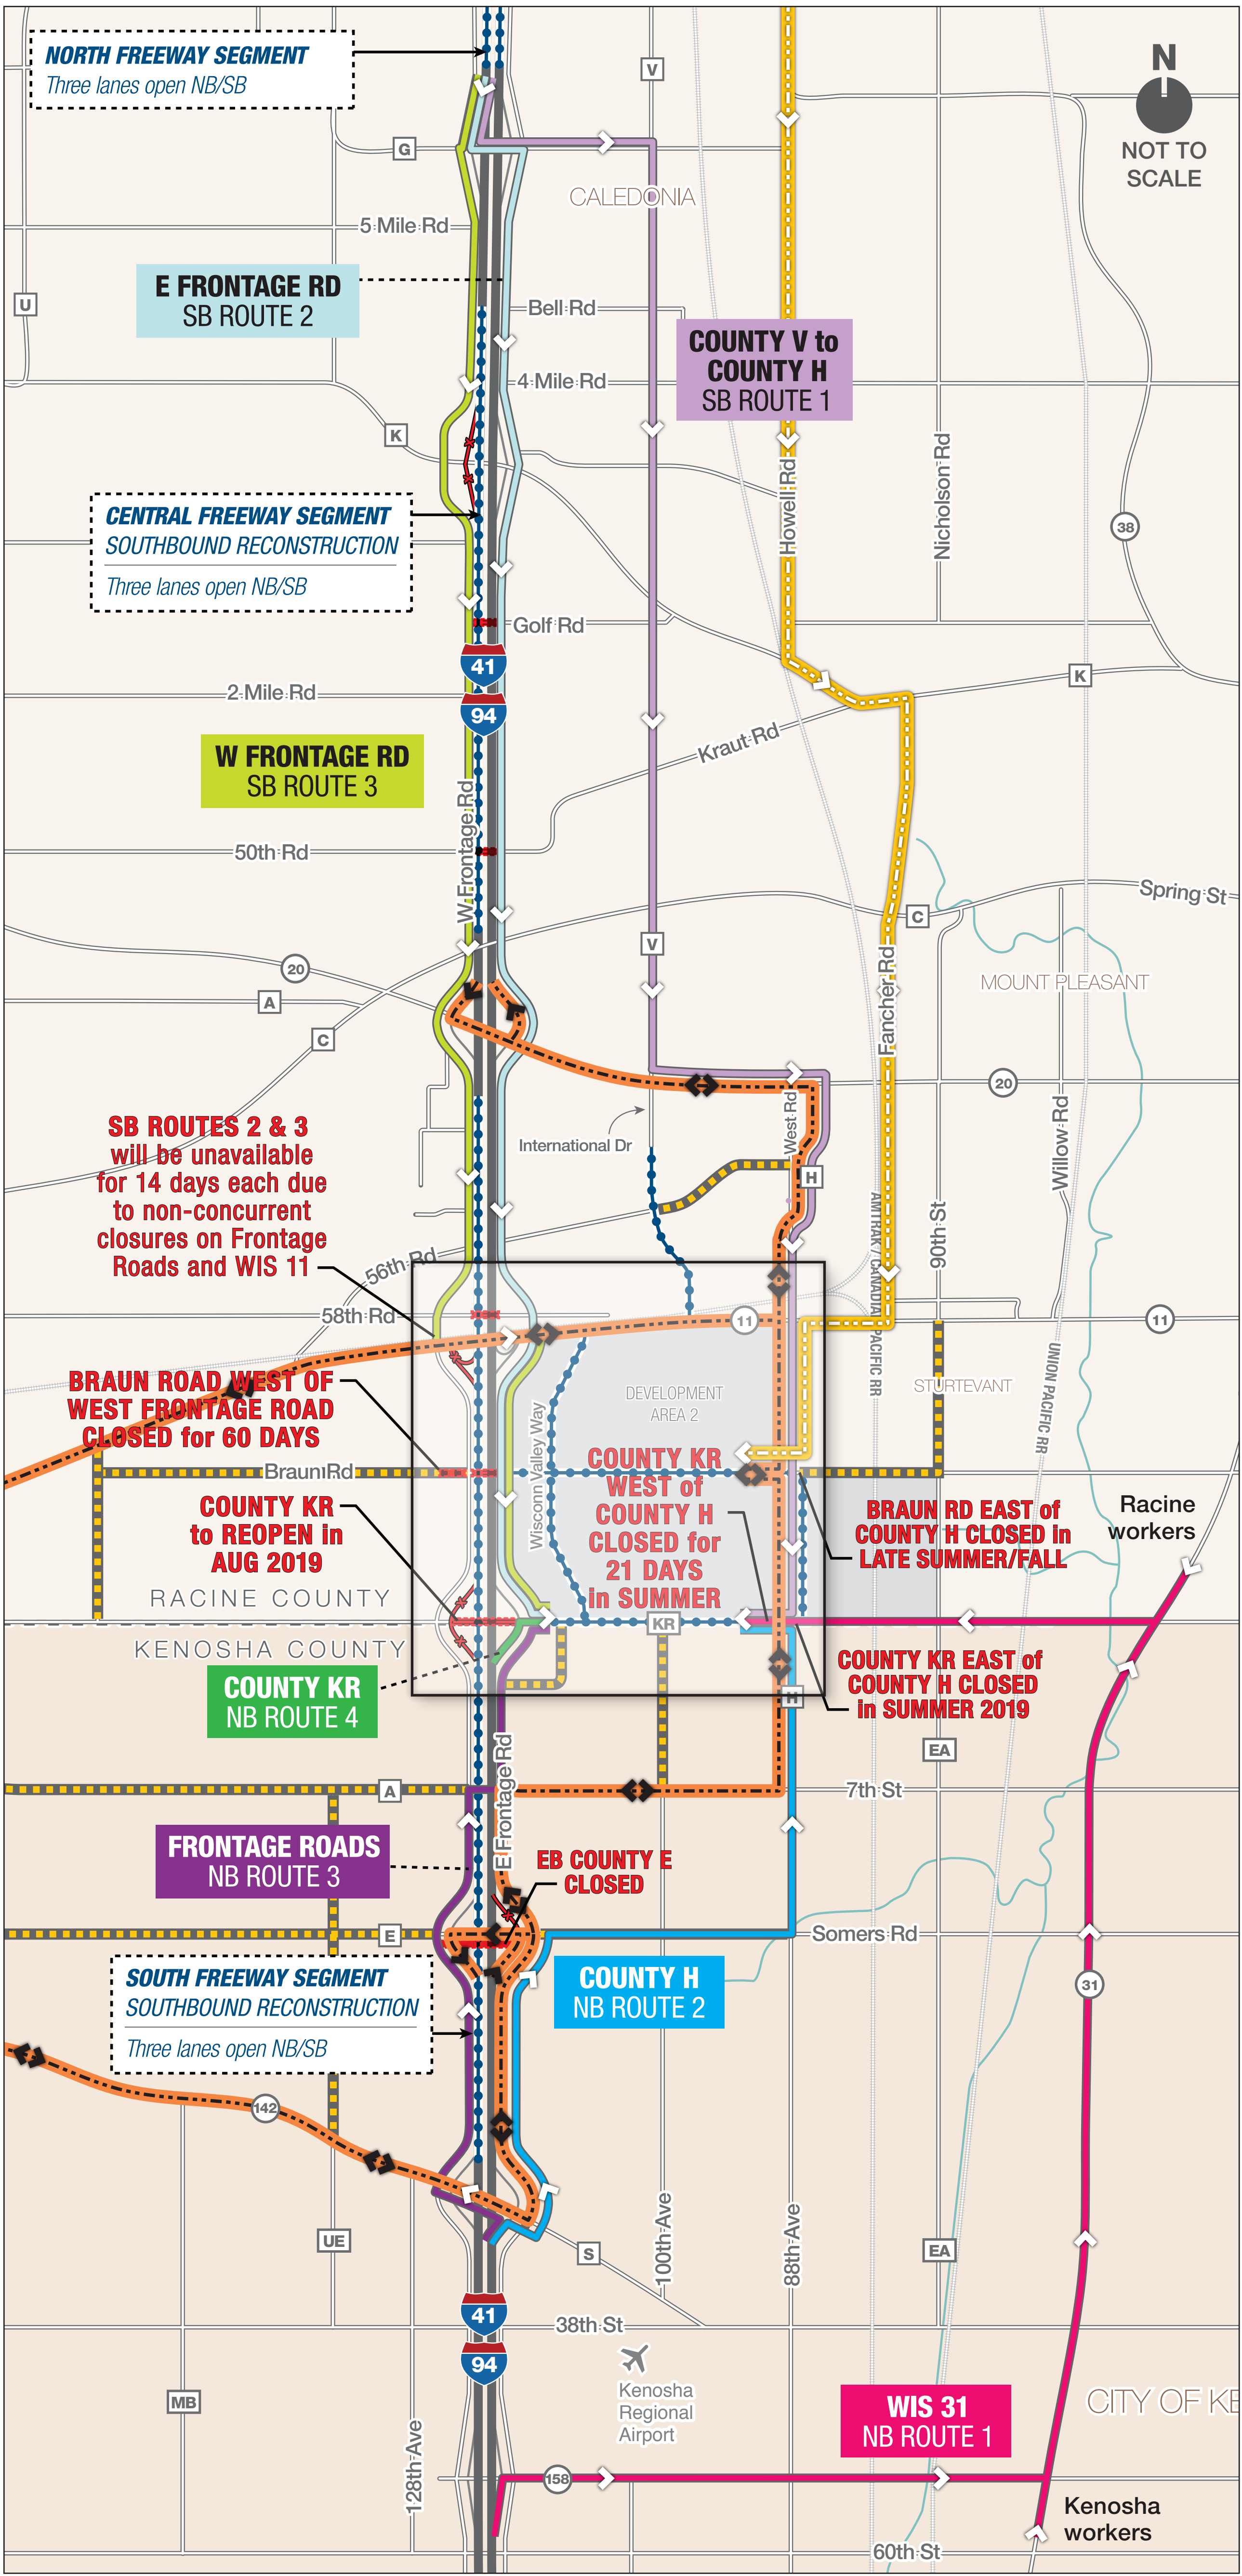 NORTH FREEWAY SEGMENT
Three lanes open NB/SB
V
N
NOT TO
SCALE
G
CALEDONIA
5 Mile Rd
E FRONTAGE RD
SB ROUTE 2
U
Bell Rd
COUNTY V to
COUNTY H
SB ROUTE 1
4 Mile Rd
K
Howell Rd
Nicholson Rd
38
CENTRAL FREEWAY SEGMENT
SOUTHBOUND RECONSTRUCTION
Three lanes open NB/SB
Golf Rd
41
K
2 Mile Rd
94
Kraut Rd
W FRONTAGE RD
SB ROUTE 3
W Frontage Rd
50th Rd
Spring St
C
V
20
Fancher Rd
MOUNT PLEASANT
A
C
20
West Rd
Willow Rd
SB ROUTES 2 & 3
will be unavailable
for 14 days each due
to non-concurrent
closures on Frontage
Roads and WIS 11
International Dr
H
AMTRAK / CANADIAN PACIFIC RR
90th St
56th Rd
58th Rd
11
11
UNION PACIFIC RR
BRAUN ROAD WEST OF
WEST FRONTAGE ROAD
CLOSED for 60 DAYS
DEVELOPMENT
AREA 2
STURTEVANT
Wisconn Valley Way
Braun Rd
COUNTY KR
WEST of
COUNTY H
CLOSED for
21 DAYS
in SUMMER
COUNTY KR
to REOPEN in
AUG 2019
BRAUN RD EAST of
COUNTY H CLOSED in
LATE SUMMER/FALL
Racine
workers
RACINE COUNTY
KR
KENOSHA COUNTY
COUNTY KR
NB ROUTE 4
COUNTY KR EAST of
COUNTY H CLOSED
in SUMMER 2019
H
EA
E Frontage Rd
A
7th St
FRONTAGE ROADS
NB ROUTE 3
EB COUNTY E
CLOSED
E
Somers Rd
SOUTH FREEWAY SEGMENT
SOUTHBOUND RECONSTRUCTION
Three lanes open NB/SB
COUNTY H
NB ROUTE 2
31
142
UE
S
100th Ave
88th Ave
EA
41
38th St
94
Kenosha
Regional
Airport
MB
WIS 31
NB ROUTE 1
CITY OF KE
128th Ave
158
Kenosha
workers
60th St